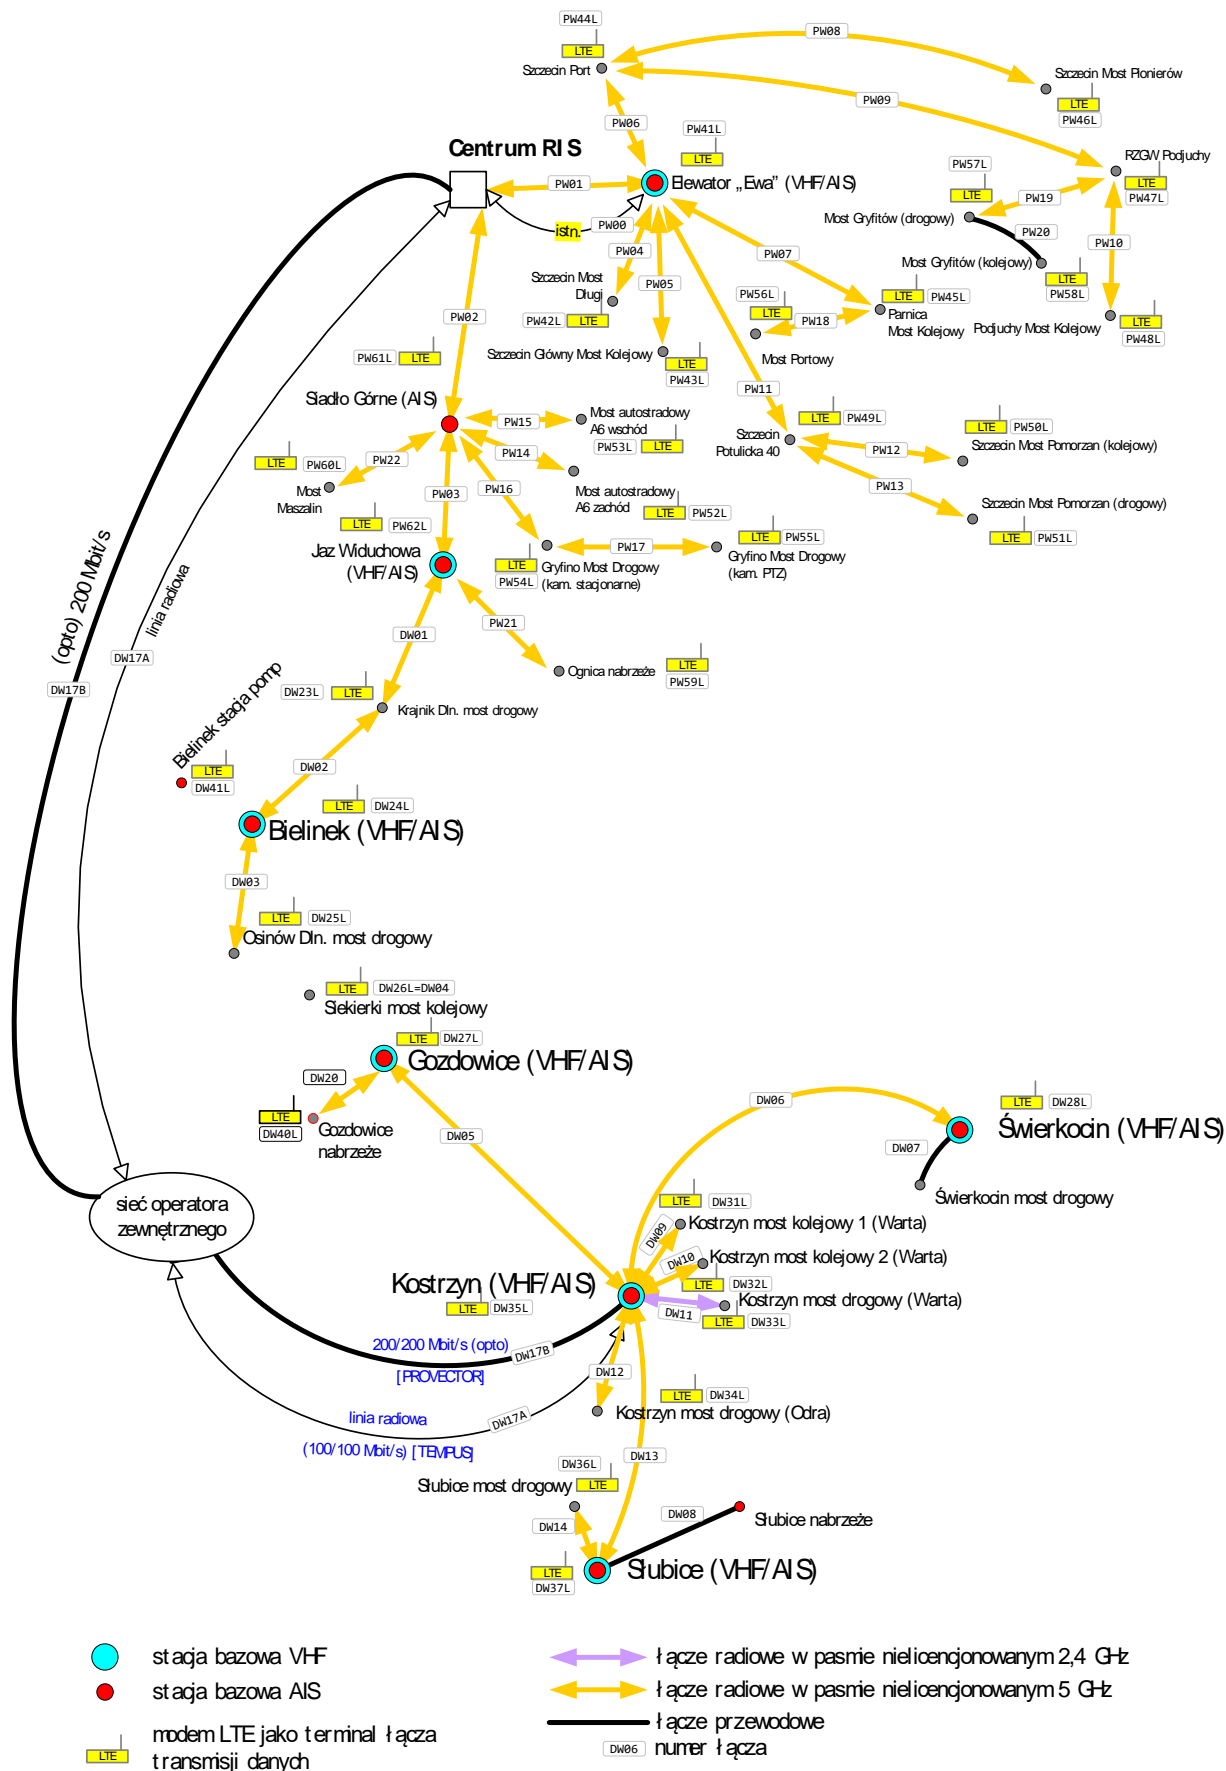 PW44L
LTE
Szczecin Port
PW08
Szczecin Most Pionierów
LTE
PW46L
PW09
PW06
PW41L
LTE
Centrum RIS
PW01
Elewator „Ewa” (VHF/AIS)
istn.
PW00
RZGW Podjuchy
LTE
PW47L
PW57L
LTE
PW19
Most Gryfitów (drogowy)
PW20
Most Gryfitów (kolejowy)
LTE
PW58L
PW10
Podjuchy Most Kolejowy
LTE
PW48L
PW04
Szczecin Most
Długi
PW42L
LTE
PW05
PW07
PW56L
LTE
PW18
Most Portowy
LTE
PW45L
Parnica
Most Kolejowy
PW02
Szczecin Główny Most Kolejowy
LTE
PW43L
PW61L
LTE
PW11
Siadło Górne (AIS)
PW15
Most autostradowy
A6 wschód
PW53L
LTE
LTE
PW49L
Szczecin
Potulicka 40
PW12
LTE
PW50L
Szczecin Most Pomorzan (kolejowy)
PW13
Szczecin Most Pomorzan (drogowy)
LTE
PW51L
LTE
PW60L
PW22
Most
Maszalin
PW14
PW03
PW16
Most autostradowy
A6 zachód
LTE
PW52L
LTE
PW62L
Jaz Widuchowa
(VHF/AIS)
PW17
LTE
PW54L
Gryfino Most Drogowy
(kam. stacjonarne)
LTE
PW55L
Gryfino Most Drogowy
(kam. PTZ)
(opto) 200 Mbit/s
linia radiowa
DW17A
DW17B
DW01
PW21
Ognica nabrzeże
LTE
PW59L
DW23L
LTE
Krajnik Dln. most drogowy
Bielinek stacja pomp
LTE
DW41L
DW02
LTE
DW24L
Bielinek (VHF/AIS)
DW03
LTE
DW25L
Osinów Dln. most drogowy
LTE
DW26L=DW04
Siekierki most kolejowy
LTE
DW27L
Gozdowice (VHF/AIS)
DW20
LTE
DW40L
Gozdowice
nabrzeże
DW05
DW06
LTE
DW28L
Świerkocin (VHF/AIS)
DW07
Świerkocin most drogowy
sieć operatora
zewnętrznego
LTE
DW31L
DW09
Kostrzyn most kolejowy 1 (Warta)
DW10
Kostrzyn most kolejowy 2 (Warta)
LTE
DW32L
Kostrzyn (VHF/AIS)
LTE
DW35L
DW11
Kostrzyn most drogowy (Warta)
LTE
DW33L
200/200 Mbit/s (opto)
DW17B
[PROVECTOR]
DW12
LTE
DW34L
Kostrzyn most drogowy (Odra)
linia radiowa
DW17A
(100/100 Mbit/s) [TEMPUS]
DW13
DW36L
Słubice most drogowy
LTE
DW14
DW08
Słubice nabrzeże
LTE
DW37L
Słubice (VHF/AIS)
stacja bazowa VHF
stacja bazowa AIS
LTE
modem LTE jako terminal łącza
transmisji danych
łącze radiowe w pasmie nielicencjonowanym 2,4 GHz
łącze radiowe w pasmie nielicencjonowanym 5 GHz
łącze przewodowe
DW06
numer łącza